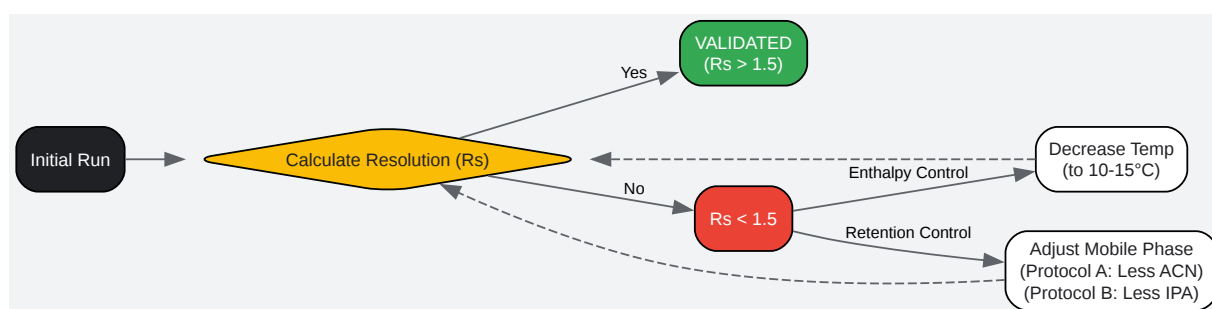 VALIDATED
(Rs > 1.5)
Yes
Initial Run
Calculate Resolution (Rs)
Decrease Temp
(to 10-15°C)
Enthalpy Control
No
Rs < 1.5
Retention Control
Adjust Mobile Phase
(Protocol A: Less ACN)
(Protocol B: Less IPA)